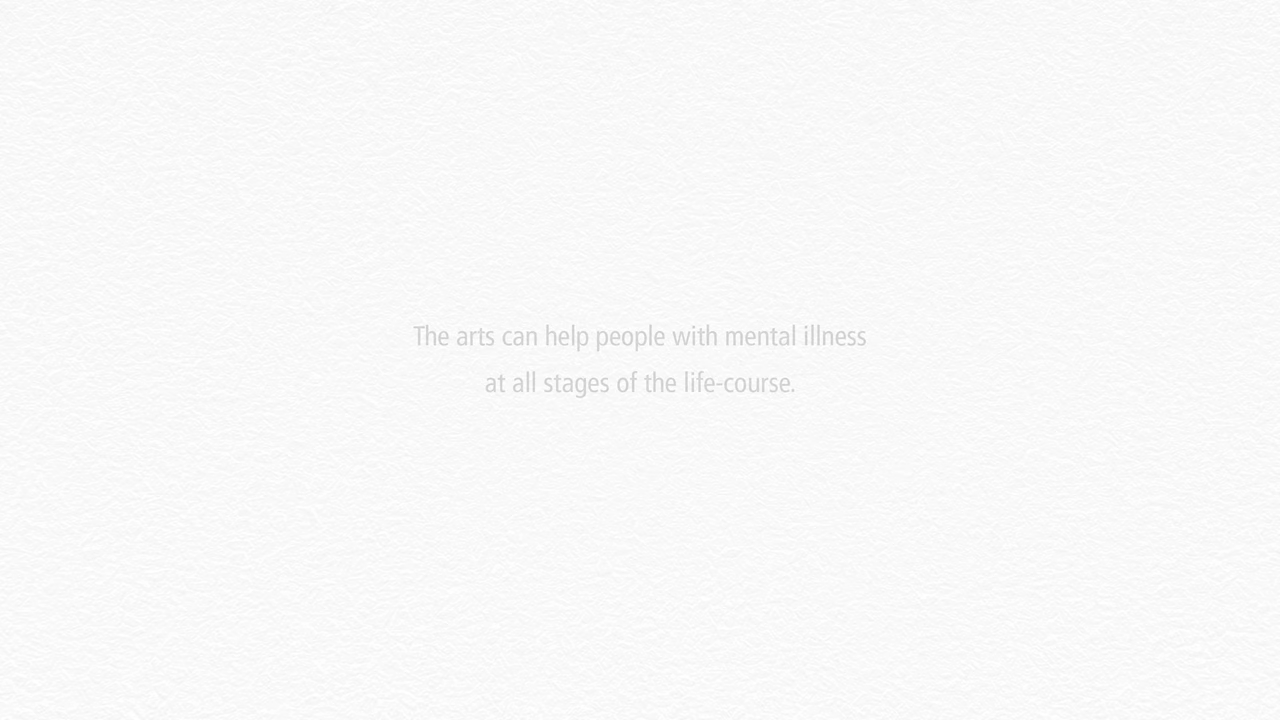 The arts can help people with mental illness
at all stages of the life-course.